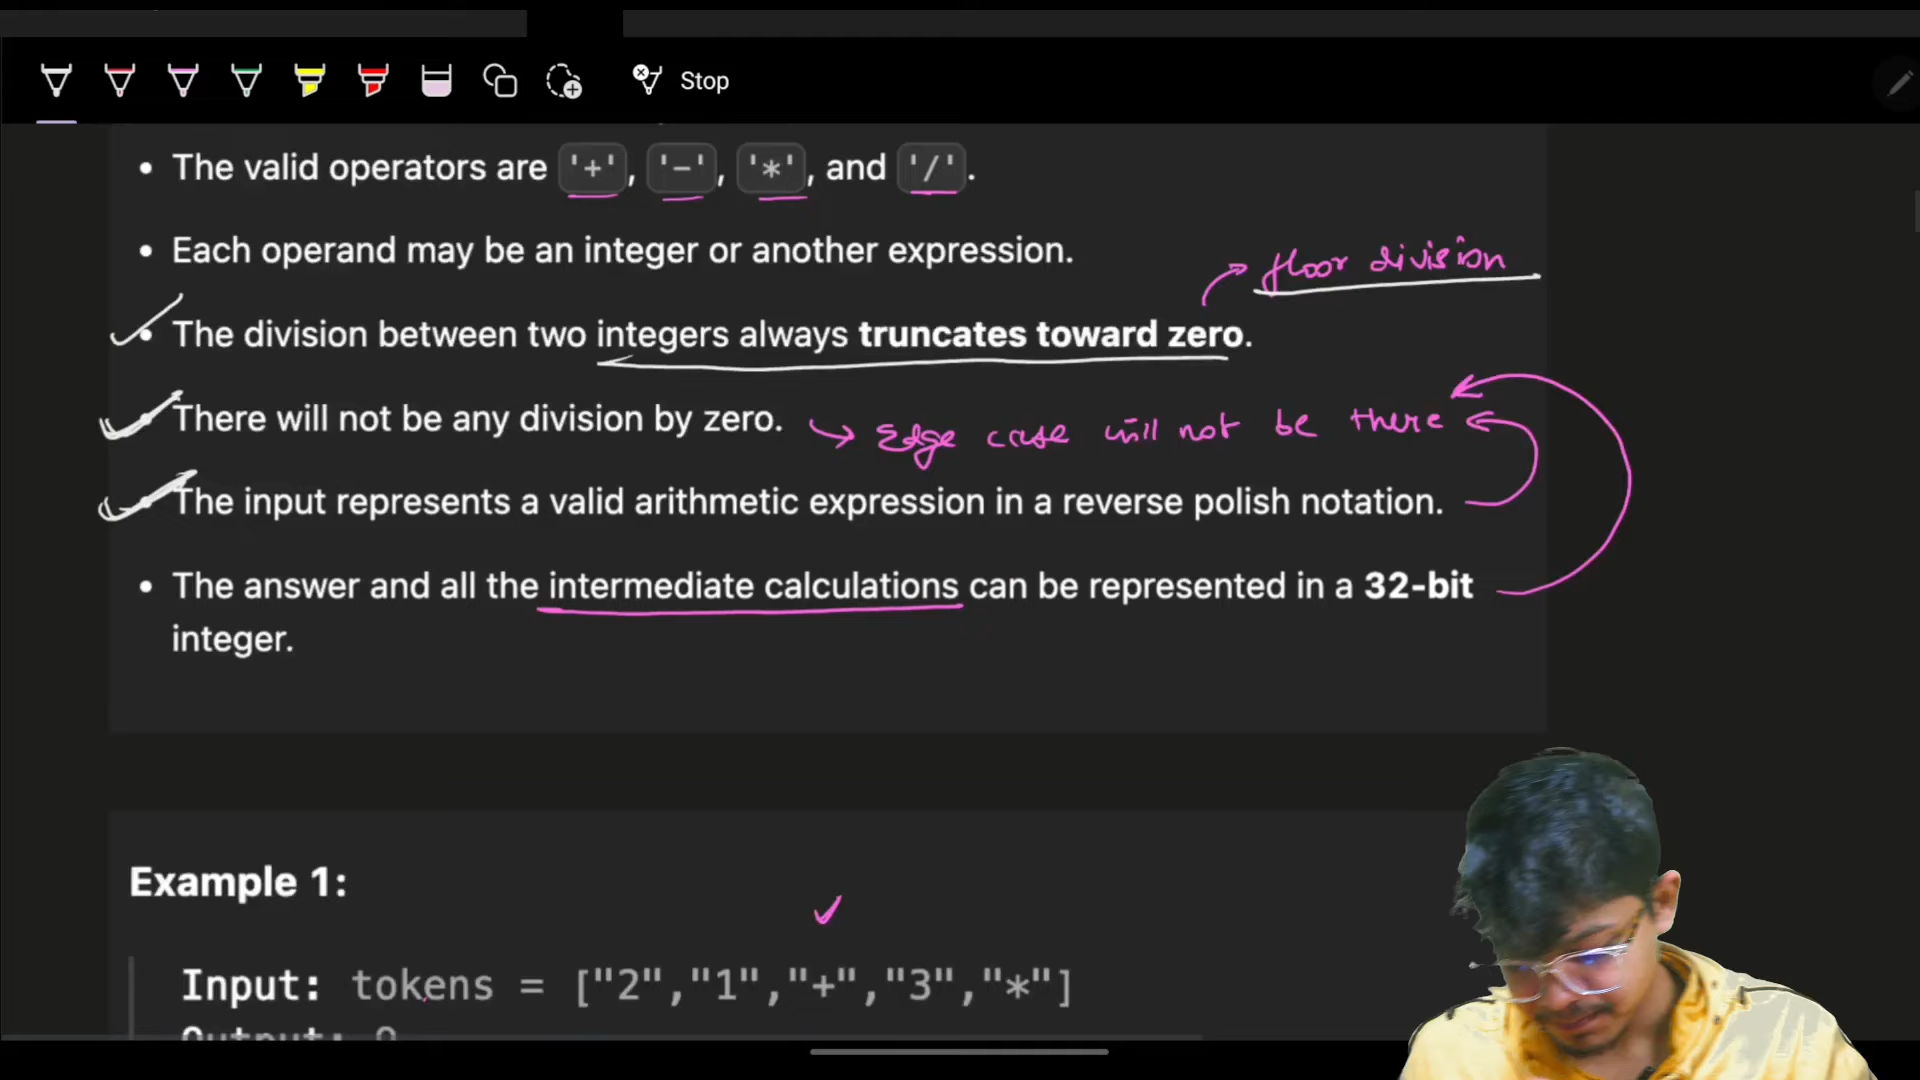 Stop
• The valid operators are '+', '-', '*', and '/'.
• Each operand may be an integer or another expression.
floor division
• The division between two integers always truncates toward zero.
There will not be any division by zero.
Edge case will not be there
The input represents a valid arithmetic expression in a reverse polish notation.
• The answer and all the intermediate calculations can be represented in a 32-bit
integer.
Example 1:
Input: tokens = ["2","1","+","3","*"]
Output: 9